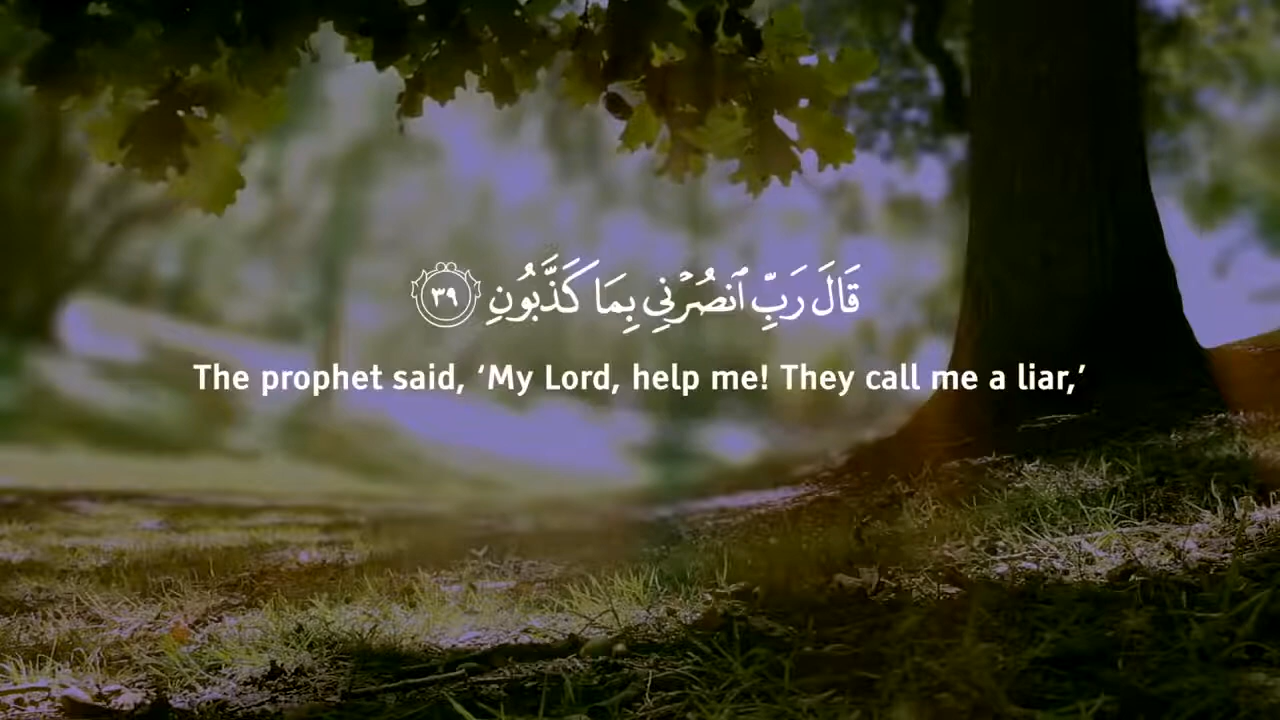 قَالَ رَبِّ ٱنصُرْنِي بِمَا كَذَّبُونِ ٣٩
The prophet said, ‘My Lord, help me! They call me a liar,’